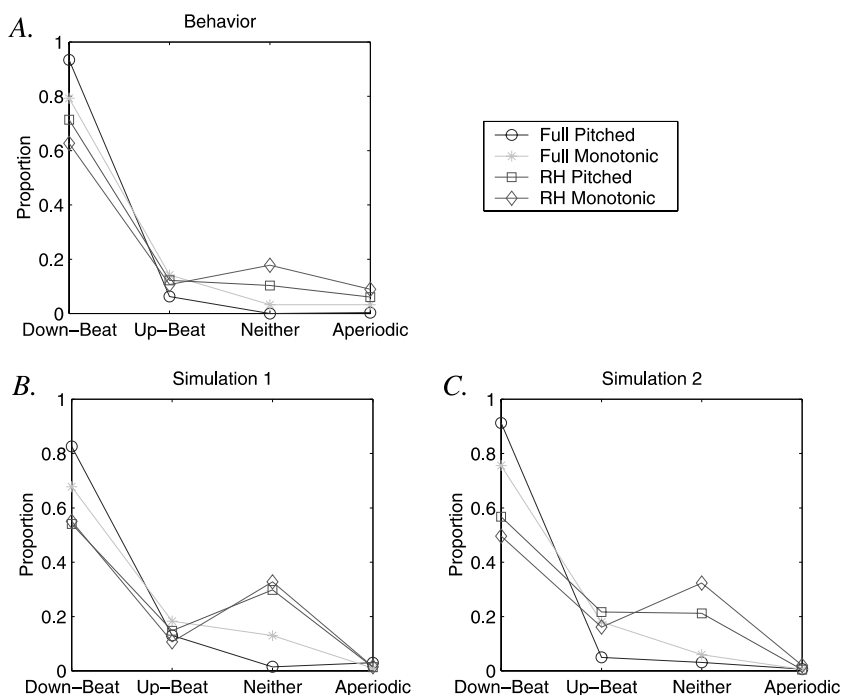 A.
Behavior
1
0.8
0.6
0.4
0.2
0
Proportion
Down–Beat Up–Beat Neither Aperiodic
Full Pitched
Full Monotonic
RH Pitched
RH Monotonic
B.
Simulation 1
1
0.8
0.6
0.4
0.2
0
Proportion
Down–Beat Up–Beat Neither Aperiodic
C.
Simulation 2
1
0.8
0.6
0.4
0.2
0
Proportion
Down–Beat Up–Beat Neither Aperiodic